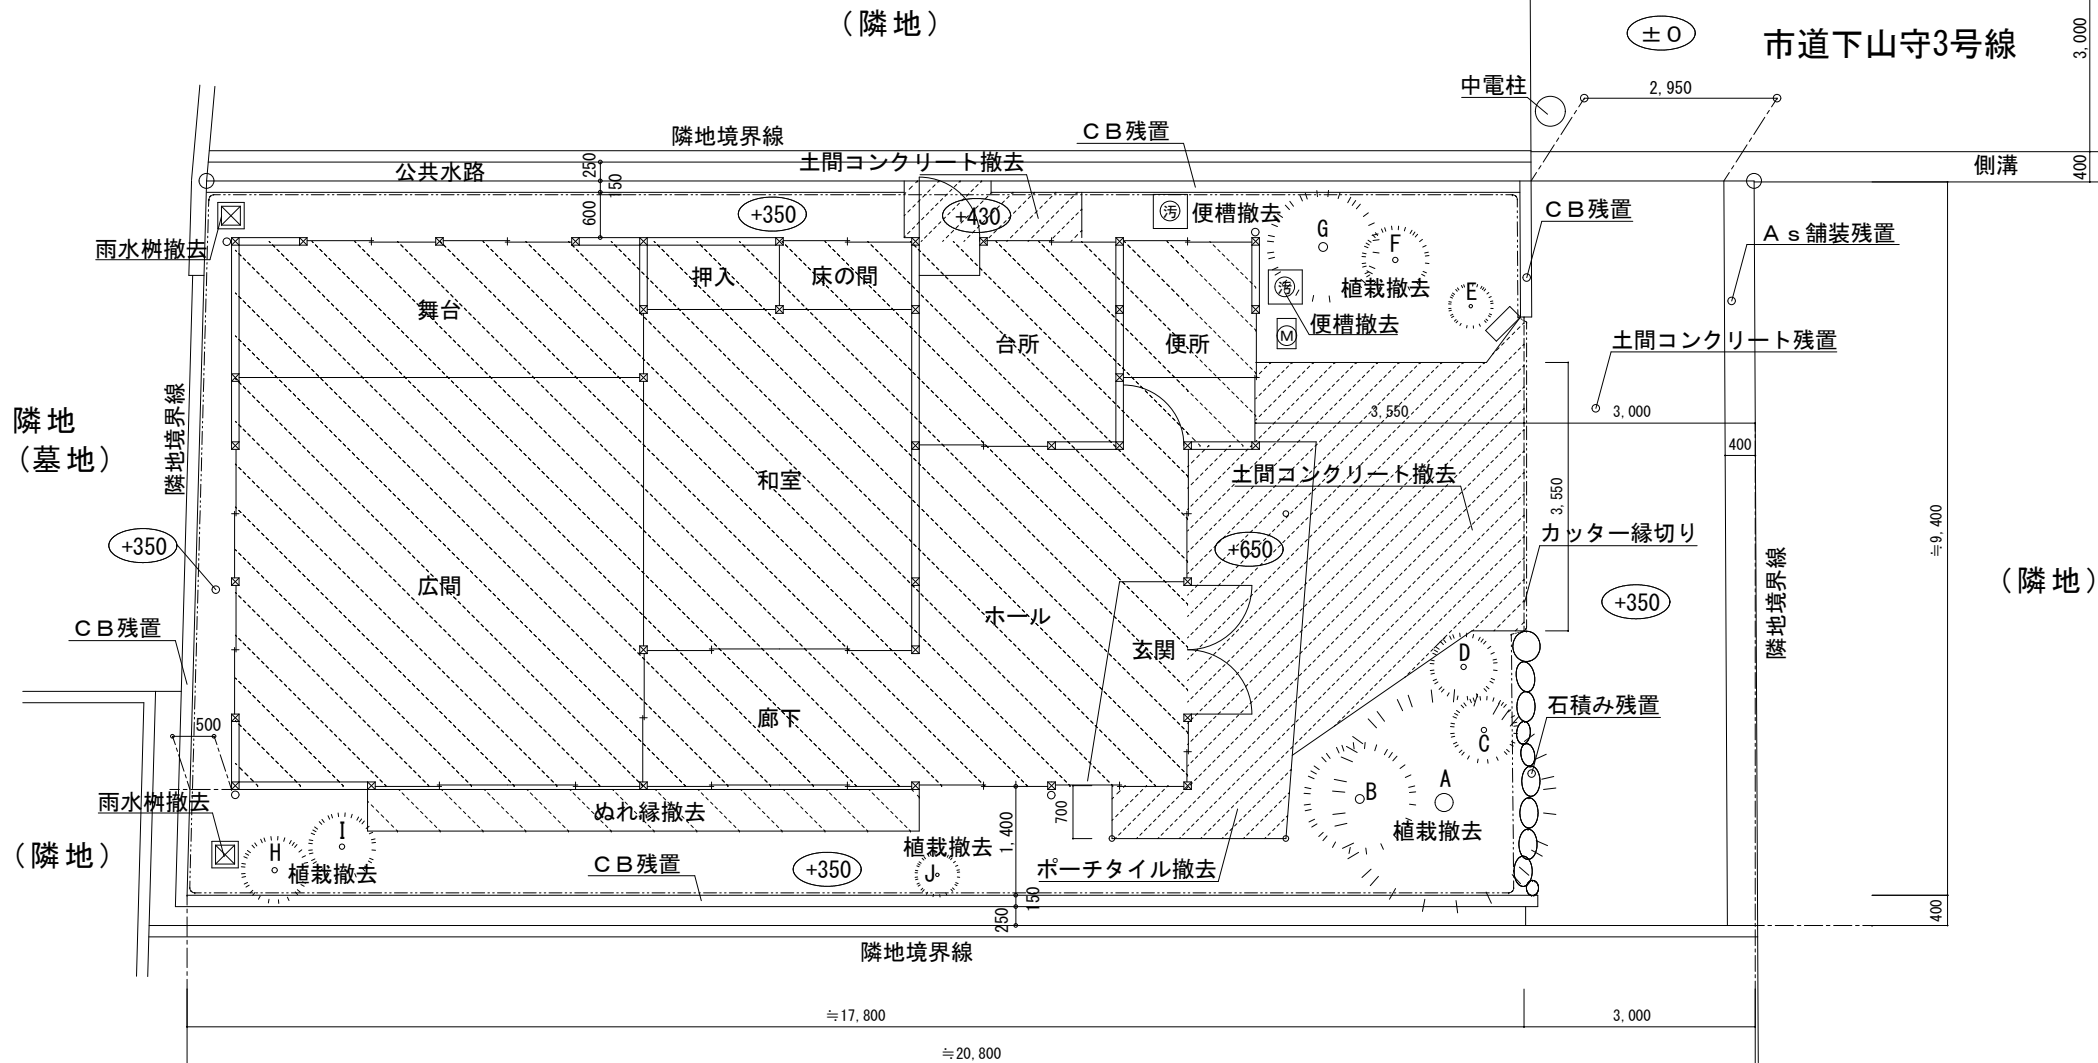 （隣地）
±０
市道下山守3号線
3,000
中電柱
2,950
隣地境界線
ＣＢ残置
250
土間コンクリート撤去
公共水路
側溝
400
150
600
+350
+430
㊌
便槽撤去
G
F
ＣＢ残置
Ａｓ舗装残置
雨水桝撤去
押入
床の間
舞台
植栽撤去
E
便槽撤去
M
台所
便所
土間コンクリート残置
隣地
（墓地）
隣地境界線
3,550
3,000
400
和室
土間コンクリート撤去
3,550
カッター縁切り
≒9,400
+350
+650
広間
ホール
+350
（隣地）
隣地境界線
ＣＢ残置
玄関
D
石積み残置
500
廊下
C
雨水桝撤去
ぬれ縁撤去
B
A
植栽撤去
700
1,400
I
H
（隣地）
植栽撤去
ＣＢ残置
+350
植栽撤去
J
ポーチタイル撤去
150
250
400
隣地境界線
≒17,800
3,000
≒20,800